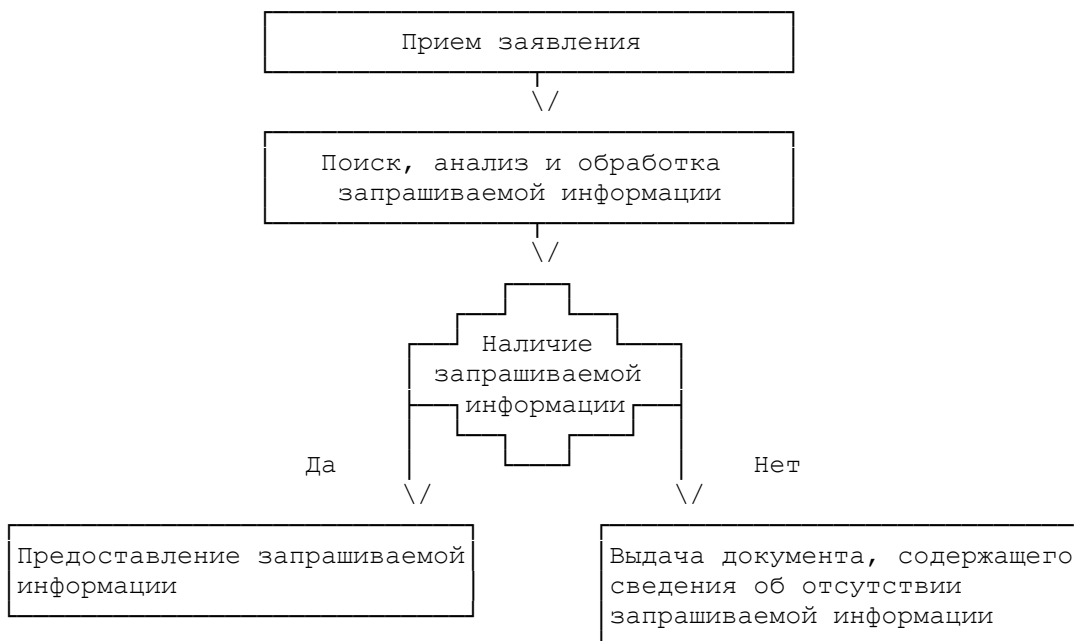 Прием заявления
Поиск, анализ и обработка
запрашиваемой информации
Наличие
запрашиваемой
информации
Да
Нет
Предоставление запрашиваемой
информации
Выдача документа, содержащего
сведения об отсутствии
запрашиваемой информации